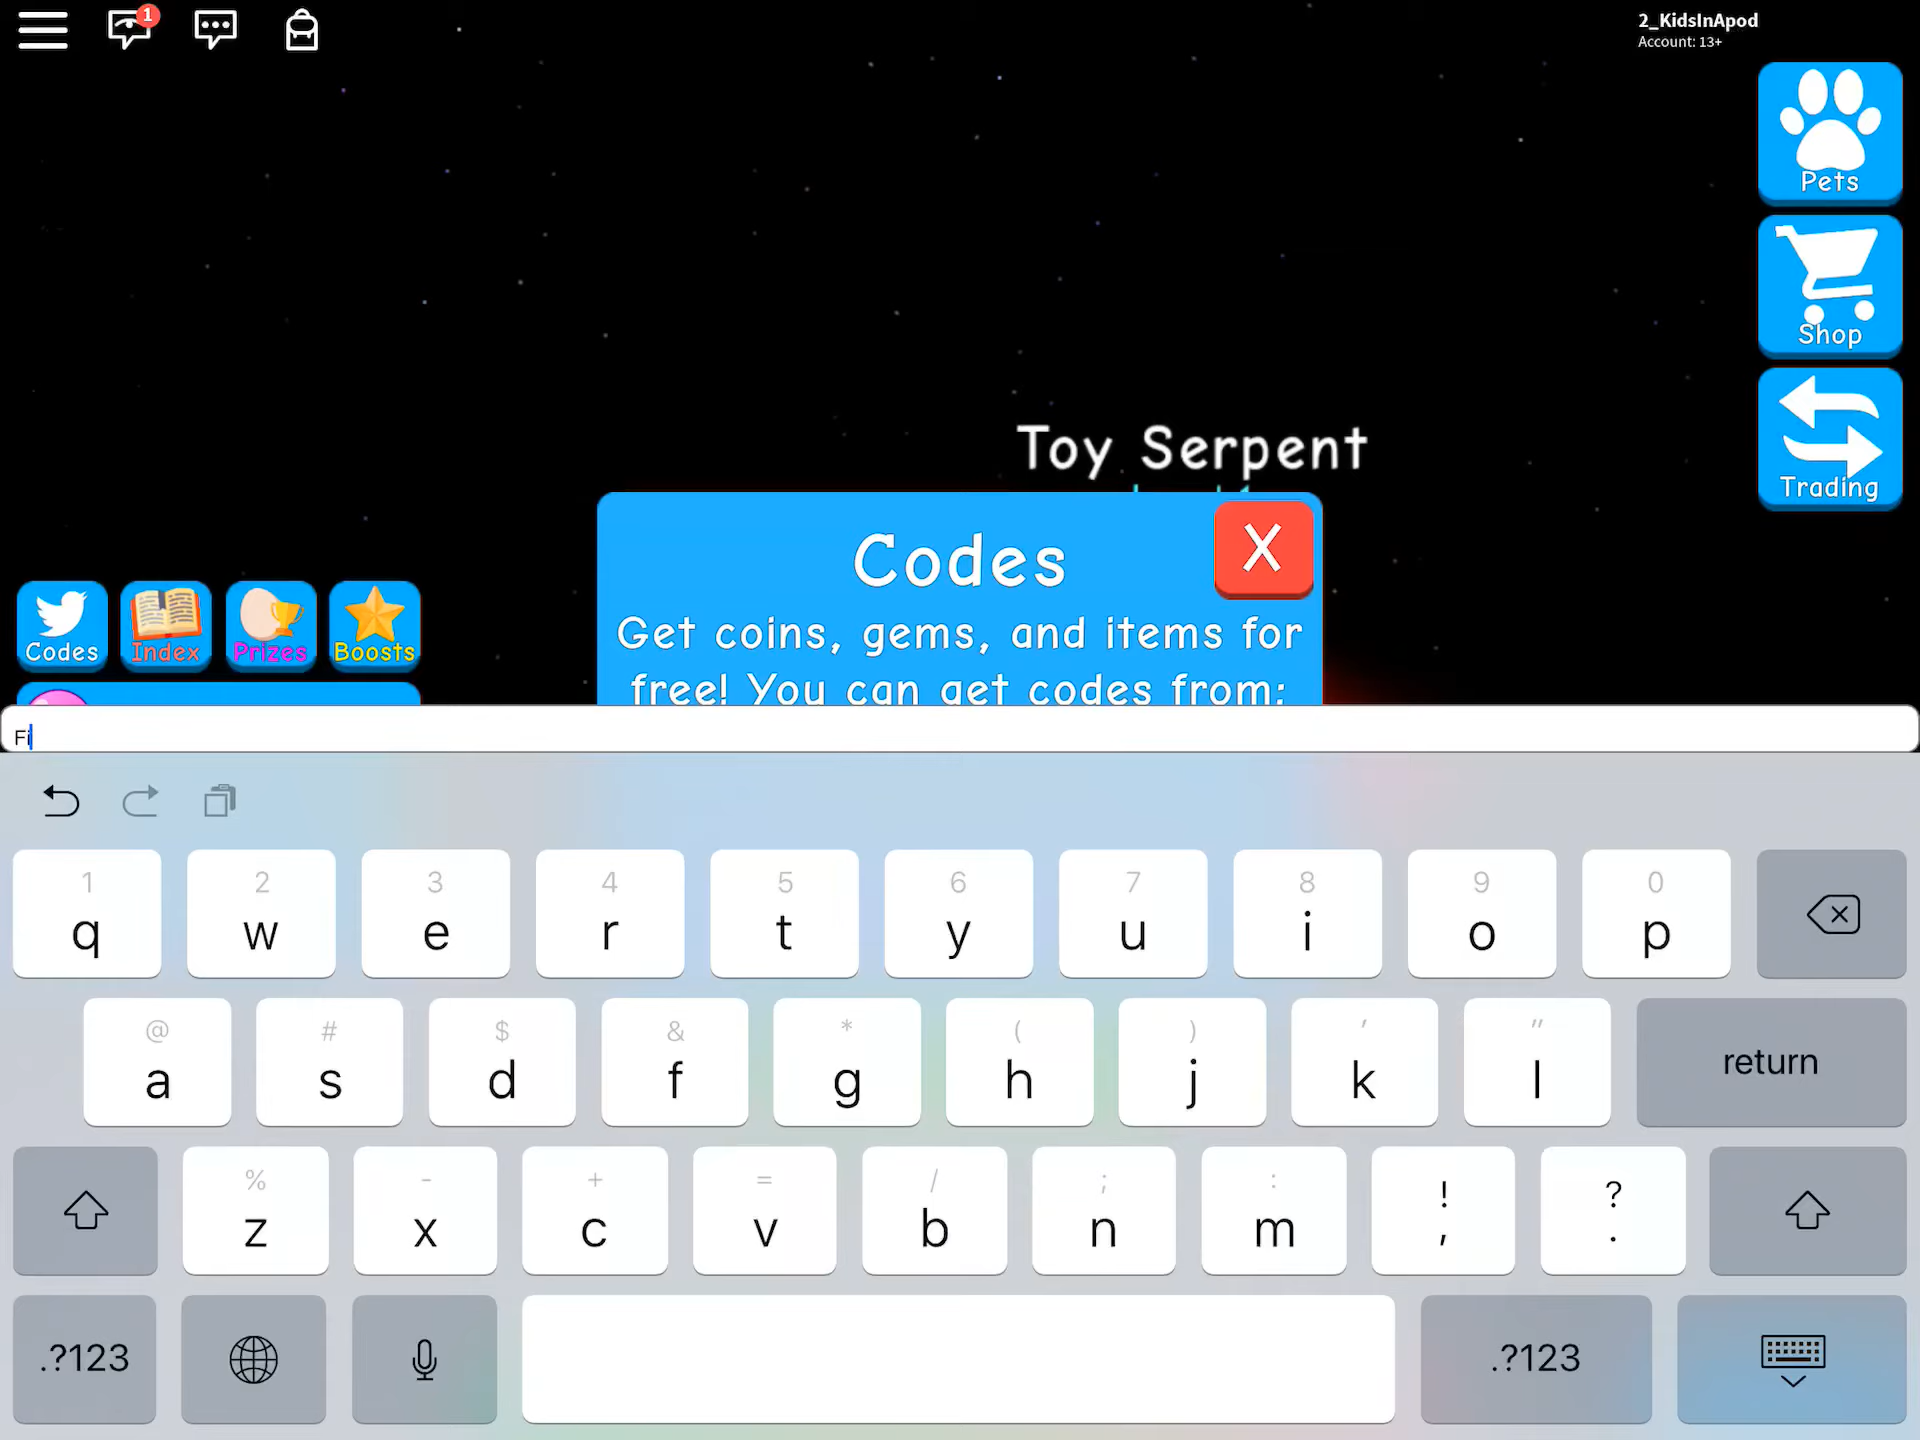 1
2_KidsInApod
Account: 13+
Pets
Shop
Trading
Toy Serpent
Codes
X
Get coins, gems, and items for
free! You can get codes from:
Codes Index Prizes Boosts
Fi
1 2 3 4 5 6 7 8 9 0
q w e r t y u i o p
@ # $ & * ( ) ' "
a s d f g h j k l return
% - + = / ; : ! ?
z x c v b n m , .
.?123 .?123